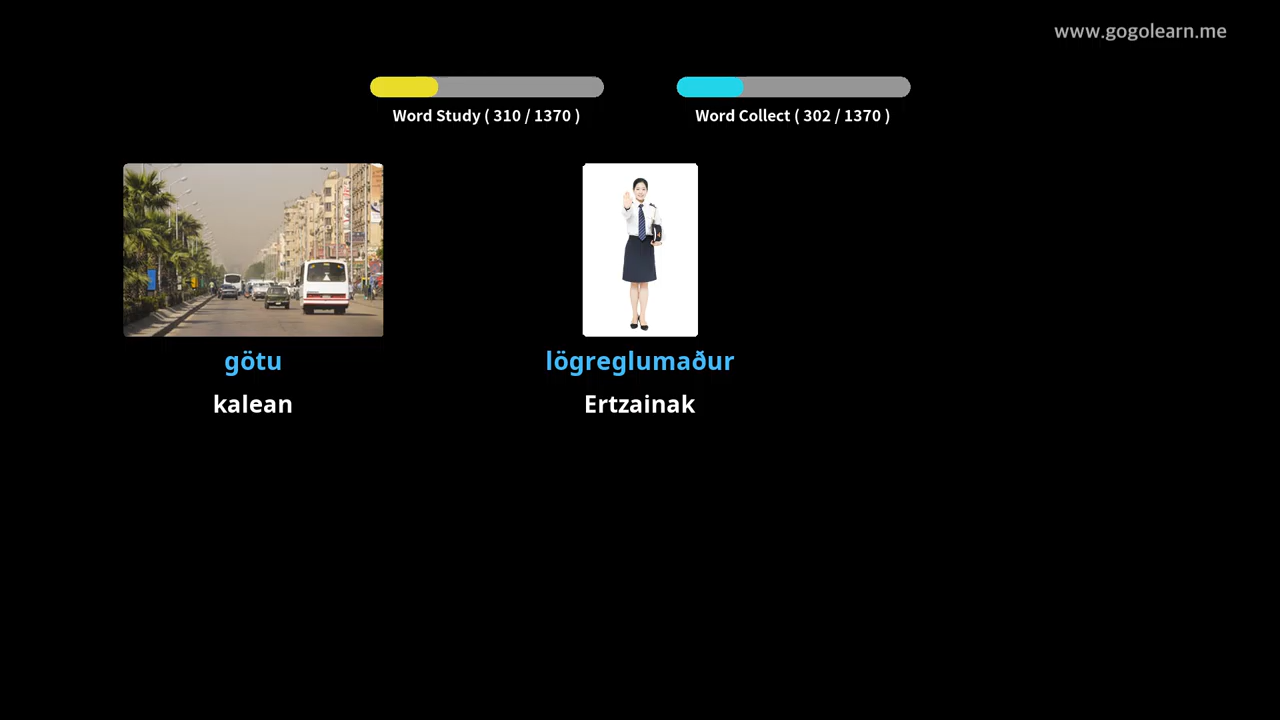 www.gogolearn.me
Word Study ( 310 / 1370 )
Word Collect ( 302 / 1370 )
götu
lögreglumaður
kalean
Ertzainak